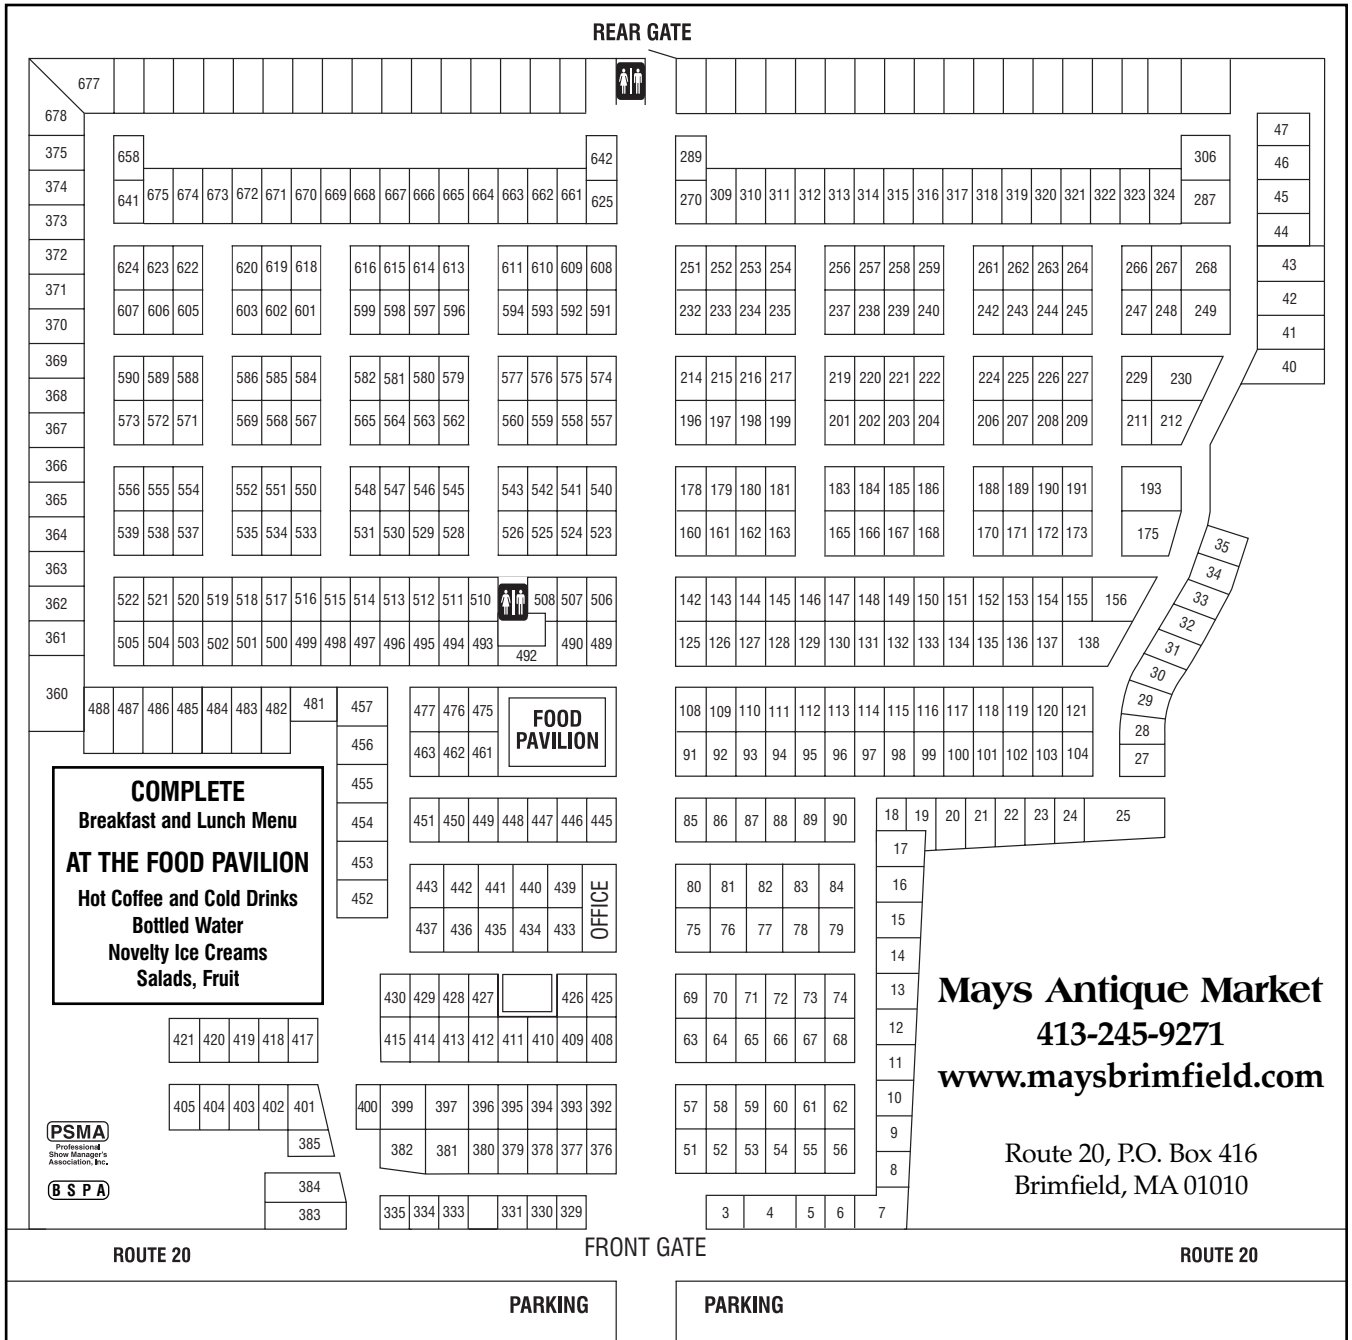 REAR GATE
677
678
47
375 658 642 289 306 46
374 641 675 674 673 672 671 670 669 668 667 666 665 664 663 662 661 625 270 309 310 311 312 313 314 315 316 317 318 319 320 321 322 323 324 287 45
373 44
372 624 623 622 620 619 618 616 615 614 613 611 610 609 608 251 252 253 254 256 257 258 259 261 262 263 264 266 267 268 43
371 42
370 607 606 605 603 602 601 599 598 597 596 594 593 592 591 232 233 234 235 237 238 239 240 242 243 244 245 247 248 249 41
369 40
368 590 589 588 586 585 584 582 581 580 579 577 576 575 574 214 215 216 217 219 220 221 222 224 225 226 227 229 230
367 573 572 571 569 568 567 565 564 563 562 560 559 558 557 196 197 198 199 201 202 203 204 206 207 208 209 211 212
366
365 556 555 554 552 551 550 548 547 546 545 543 542 541 540 178 179 180 181 183 184 185 186 188 189 190 191 193
364 539 538 537 535 534 533 531 530 529 528 526 525 524 523 160 161 162 163 165 166 167 168 170 171 172 173 175
35
363 34
362 522 521 520 519 518 517 516 515 514 513 512 511 510 508 507 506 142 143 144 145 146 147 148 149 150 151 152 153 154 155 156 33
32
361 505 504 503 502 501 500 499 498 497 496 495 494 493 492 490 489 125 126 127 128 129 130 131 132 133 134 135 136 137 138 31
30
360 488 487 486 485 484 483 482 481 457 477 476 475 108 109 110 111 112 113 114 115 116 117 118 119 120 121 29
FOOD
PAVILION
28
456 463 462 461 91 92 93 94 95 96 97 98 99 100 101 102 103 104 27
455
454 451 450 449 448 447 446 445 85 86 87 88 89 90 18 19 20 21 22 23 24 25
453 17
452 443 442 441 440 439 80 81 82 83 84 16
OFFICE
437 436 435 434 433 75 76 77 78 79 15
14
COMPLETE
Breakfast and Lunch Menu
AT THE FOOD PAVILION
Hot Coffee and Cold Drinks
Bottled Water
Novelty Ice Creams
Salads, Fruit
430 429 428 427 426 425 69 70 71 72 73 74 13
12
421 420 419 418 417 415 414 413 412 411 410 409 408 63 64 65 66 67 68 11
10
405 404 403 402 401 400 399 397 396 395 394 393 392 57 58 59 60 61 62 9
385 382 381 380 379 378 377 376 51 52 53 54 55 56 8
384
383 335 334 333 331 330 329 3 4 5 6 7
Mays Antique Market
413-245-9271
www.maysbrimfield.com
Route 20, P.O. Box 416
Brimfield, MA 01010
PSMA
Professional
Show Manager's
Association, Inc.
BSPA
FRONT GATE
ROUTE 20 ROUTE 20
PARKING PARKING